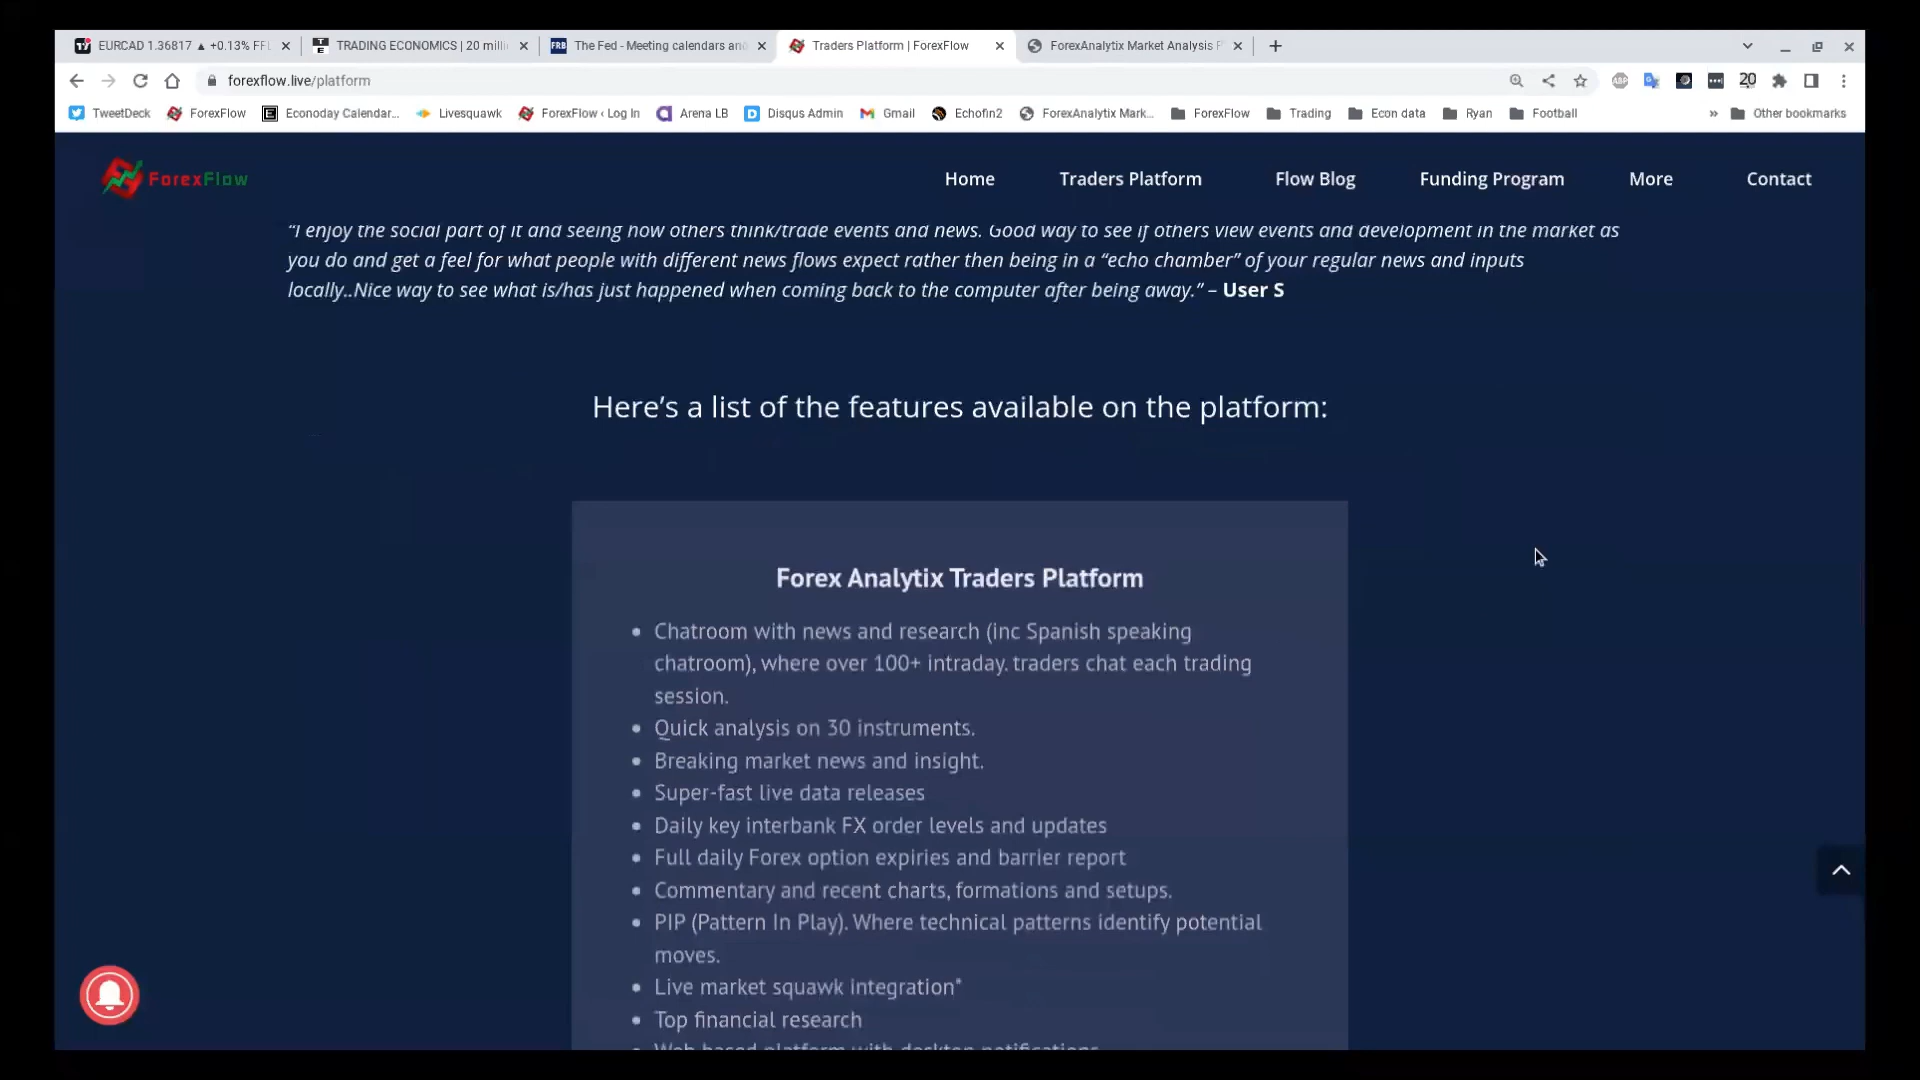 EURCAD 1.36817 ▲ +0.13% FFL
TRADING ECONOMICS | 20 milli
The Fed - Meeting calendars and
Traders Platform | ForexFlow
ForexAnalytix Market Analysis F
forexflow.live/platform
20
TweetDeck
ForexFlow
Econoday Calendar...
Livesquawk
ForexFlow ‹ Log In
Arena LB
Disqus Admin
Gmail
Echofin2
ForexAnalytix Mark...
ForexFlow
Trading
Econ data
Ryan
Football
»
Other bookmarks
ForexFlow
Home
Traders Platform
Flow Blog
Funding Program
More
Contact
“I enjoy the social part of it and seeing how others think/trade events and news. Good way to see if others view events and development in the market as
you do and get a feel for what people with different news flows expect rather then being in a “echo chamber” of your regular news and inputs
locally..Nice way to see what is/has just happened when coming back to the computer after being away.” – User S
Here’s a list of the features available on the platform:
Forex Analytix Traders Platform
• Chatroom with news and research (inc Spanish speaking
chatroom), where over 100+ intraday. traders chat each trading
session.
• Quick analysis on 30 instruments.
• Breaking market news and insight.
• Super-fast live data releases
• Daily key interbank FX order levels and updates
• Full daily Forex option expiries and barrier report
• Commentary and recent charts, formations and setups.
• PIP (Pattern In Play). Where technical patterns identify potential
moves.
• Live market squawk integration*
• Top financial research
• Web based platform with desktop notifications